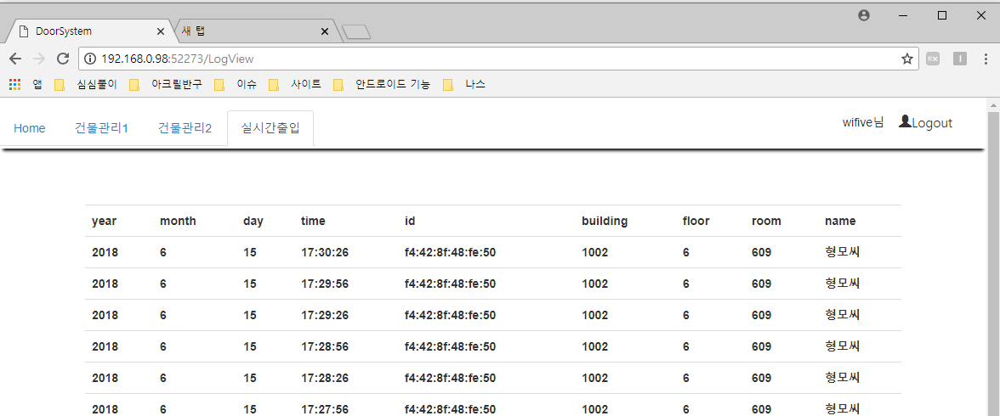 DoorSystem 새 탭
192.168.0.98:52273/LogView
앱 심심풀이 아크릴반구 이슈 사이트 안드로이드 기능 나스
Home 건물관리1 건물관리2 실시간출입 wifive님 Logout
year month day time id building floor room name
2018 6 15 17:30:26 f4:42:8f:48:fe:50 1002 6 609 형모씨
2018 6 15 17:29:56 f4:42:8f:48:fe:50 1002 6 609 형모씨
2018 6 15 17:29:26 f4:42:8f:48:fe:50 1002 6 609 형모씨
2018 6 15 17:28:56 f4:42:8f:48:fe:50 1002 6 609 형모씨
2018 6 15 17:28:26 f4:42:8f:48:fe:50 1002 6 609 형모씨
2018 6 15 17:27:56 f4:42:8f:48:fe:50 1002 6 609 형모씨